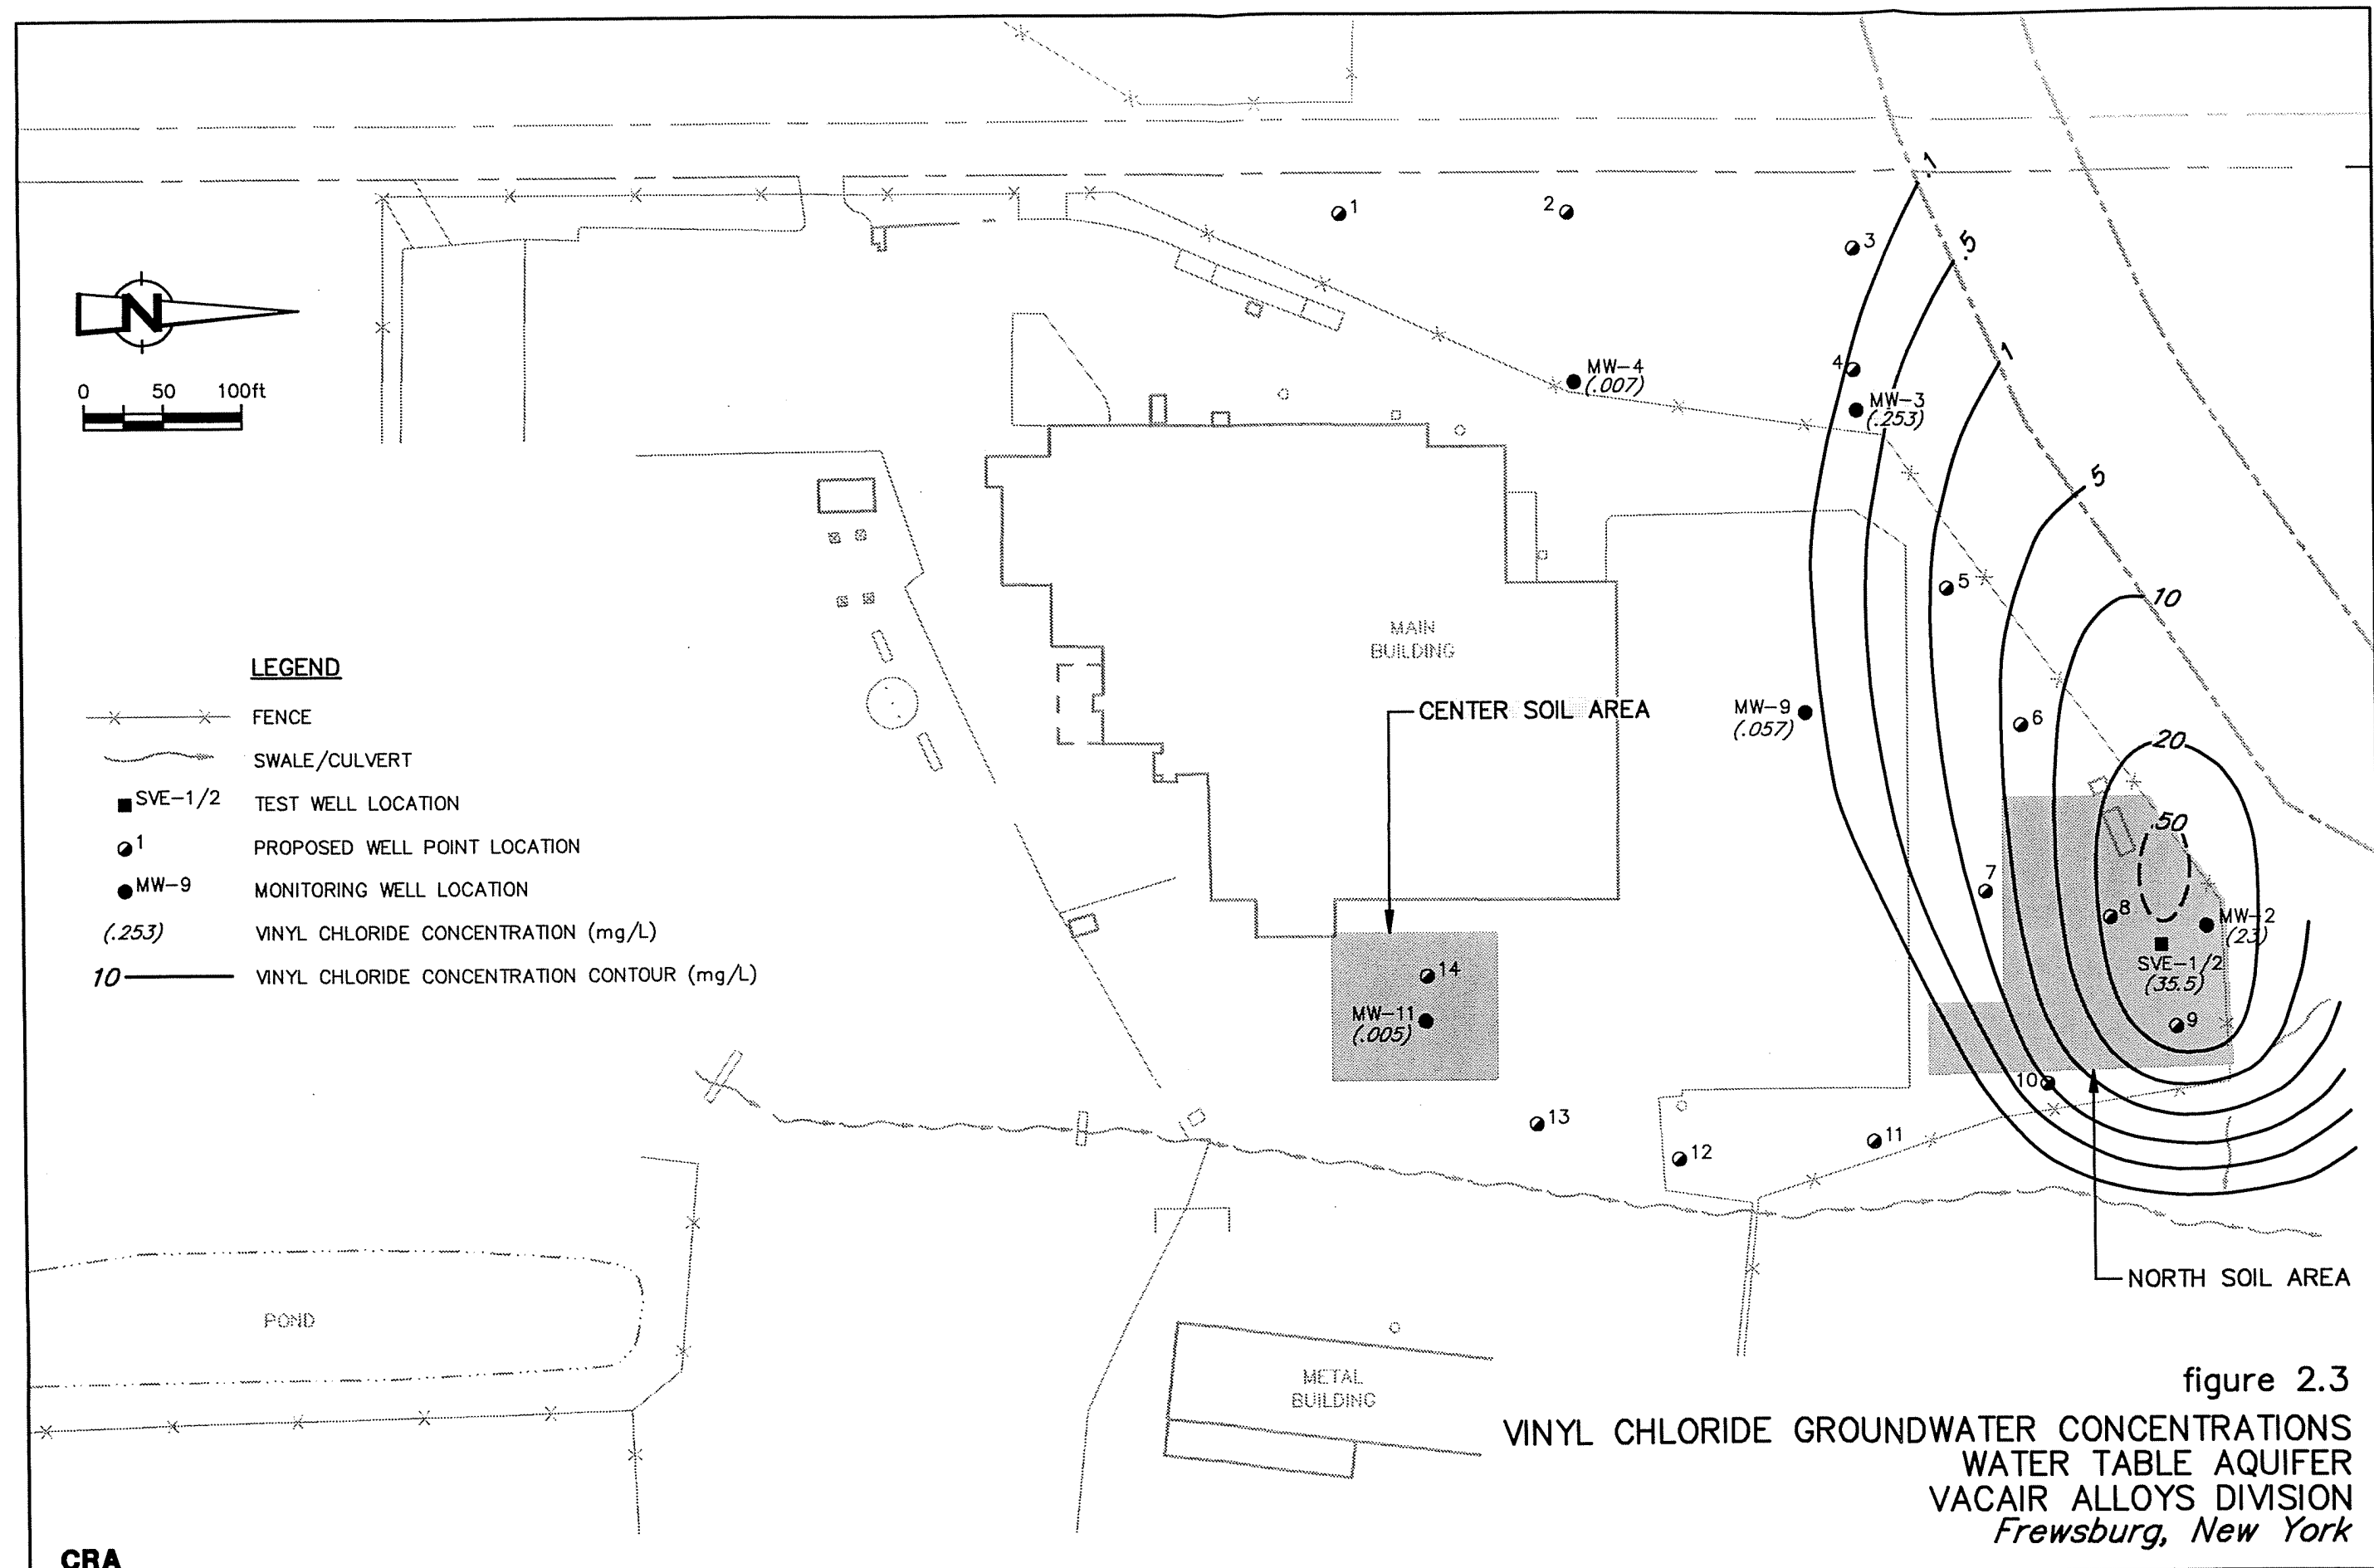 .1
.5
1
5
10
20
50
1
2
3
4
MW-4
(.007)
MW-3
(.253)
N
0 50 100ft
5
MAIN
BUILDING
CENTER SOIL AREA
MW-9
(.057)
6
7
8
MW-2
(23)
SVE-1/2
(35.5)
9
LEGEND
FENCE
SWALE/CULVERT
SVE-1/2 TEST WELL LOCATION
1 PROPOSED WELL POINT LOCATION
MW-9 MONITORING WELL LOCATION
(.253) VINYL CHLORIDE CONCENTRATION (mg/L)
10 VINYL CHLORIDE CONCENTRATION CONTOUR (mg/L)
14
MW-11
(.005)
10
13
12
11
NORTH SOIL AREA
POND
METAL
BUILDING
figure 2.3
VINYL CHLORIDE GROUNDWATER CONCENTRATIONS
WATER TABLE AQUIFER
VACAIR ALLOYS DIVISION
Frewsburg, New York
CRA